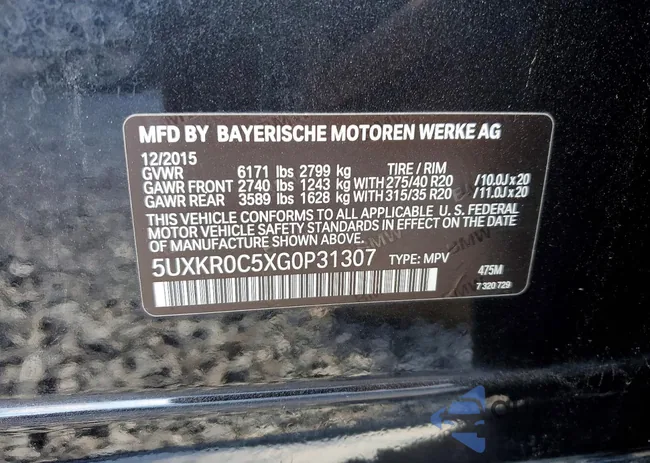 MFD BY BAYERISCHE MOTOREN WERKE AG
12/2015
GVWR 6171 lbs 2799 kg TIRE / RIM
GAWR FRONT 2740 lbs 1243 kg WITH 275/40 R20 /10.0J x 20
GAWR REAR 3589 lbs 1628 kg WITH 315/35 R20 /11.0J x 20
THIS VEHICLE CONFORMS TO ALL APPLICABLE U.S. FEDERAL
MOTOR VEHICLE SAFETY STANDARDS IN EFFECT ON THE DATE
OF MANUFACTURE SHOWN ABOVE.
5UXKR0C5XG0P31307 TYPE: MPV 475M
7 320 729